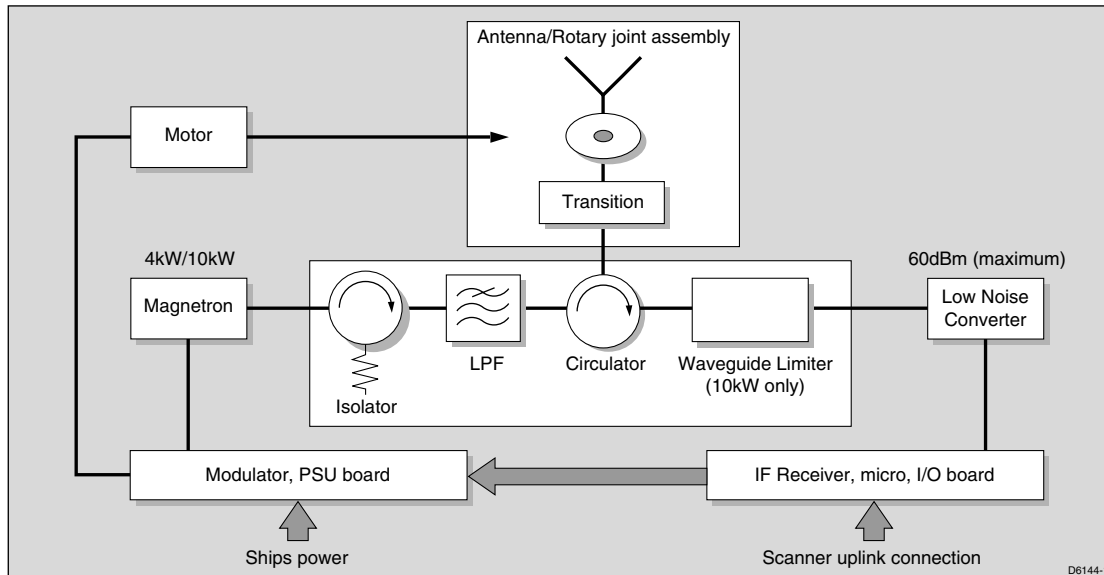 Antenna/Rotary joint assembly
Motor
Transition
4kW/10kW
60dBm (maximum)
Magnetron
Low Noise
Converter
LPF
Circulator
Waveguide Limiter
(10kW only)
Isolator
Modulator, PSU board
IF Receiver, micro, I/O board
Ships power
Scanner uplink connection
D6144-